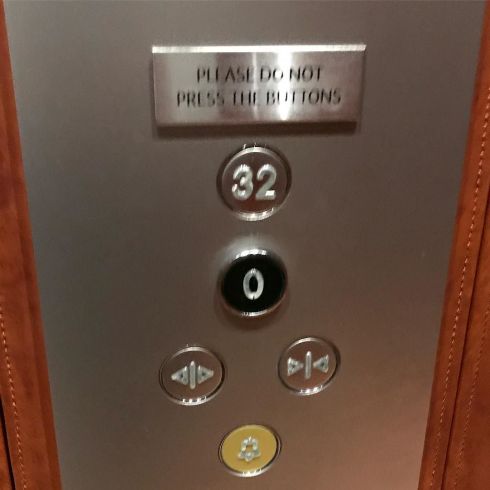 PLEASE DO NOT
PRESS THE BUTTONS
32
0